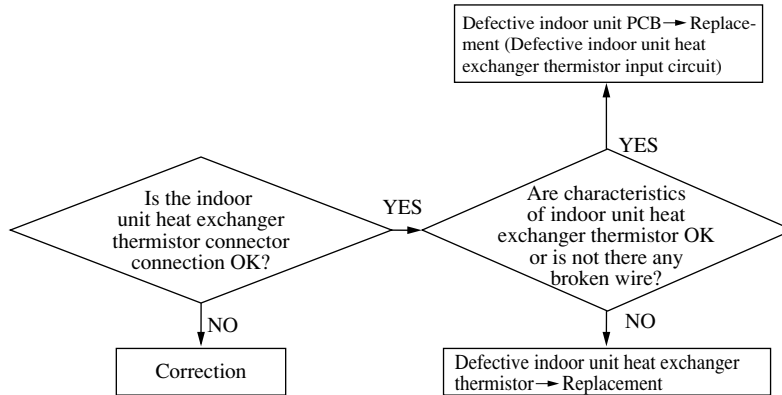 Defective indoor unit PCB→Replace-
ment (Defective indoor unit heat
exchanger thermistor input circuit)
YES
Is the indoor
unit heat exchanger
thermistor connector
connection OK?
YES
Are characteristics
of indoor unit heat
exchanger thermistor OK
or is not there any
broken wire?
NO
NO
Correction
Defective indoor unit heat exchanger
thermistor→Replacement